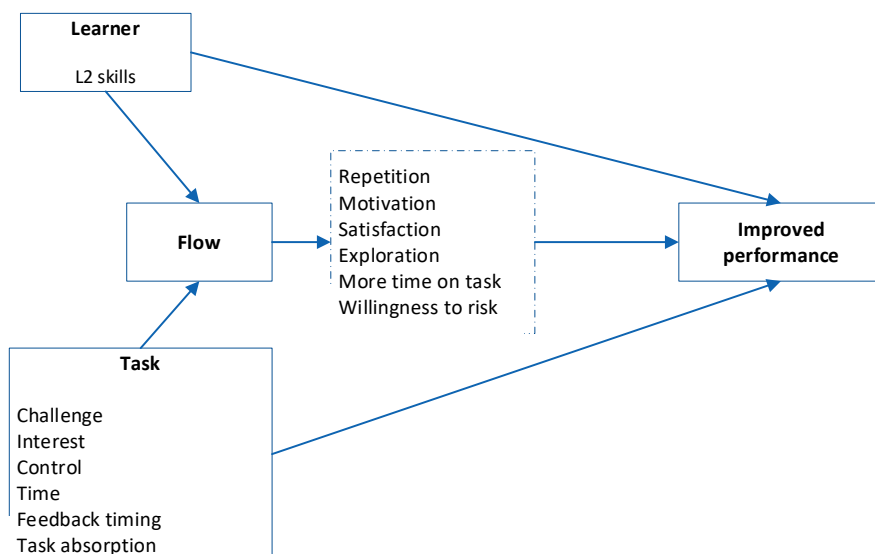 Learner
L2 skills
Repetition
Motivation
Satisfaction
Exploration
More time on task
Willingness to risk
Flow
Improved
performance
Task
Challenge
Interest
Control
Time
Feedback timing
Task absorption